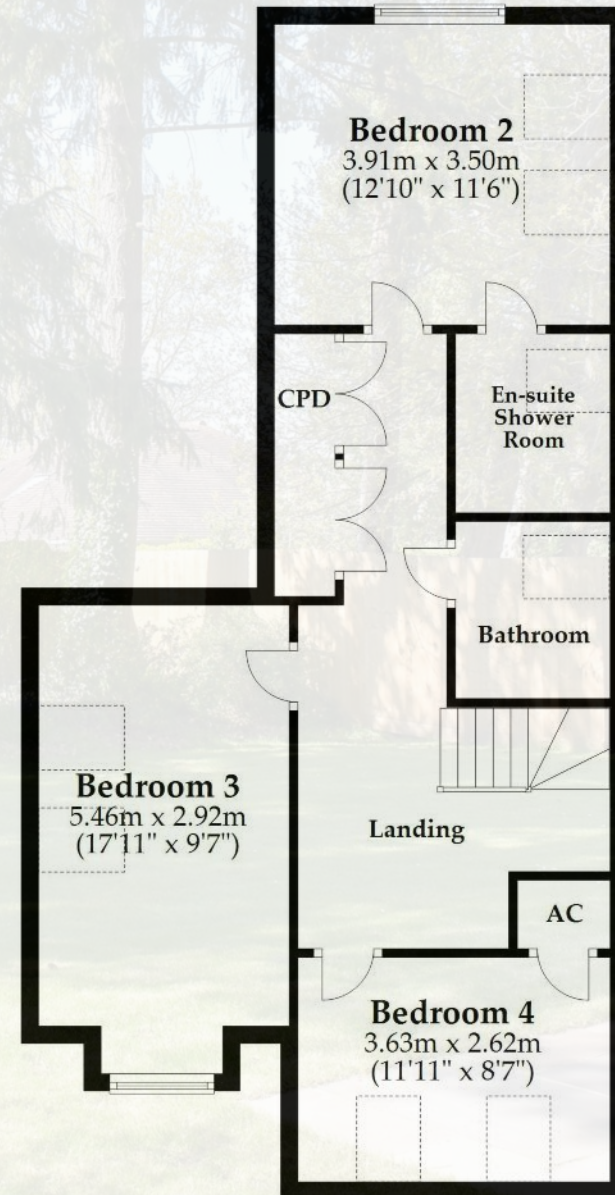 Bedroom 2
3.91m x 3.50m
(12'10" x 11'6")
CPD
En-suite
Shower
Room
Bathroom
Bedroom 3
5.46m x 2.92m
(17'11" x 9'7")
Landing
AC
Bedroom 4
3.63m x 2.62m
(11'11" x 8'7")